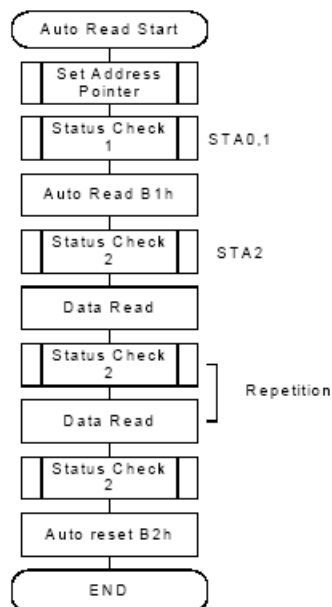 Auto Read Start
Set Address
Pointer
Status Check
1
STA0,1
Auto Read B1h
Status Check
2
STA2
Data Read
Status Check
2
Repetition
Data Read
Status Check
2
Auto reset B2h
END